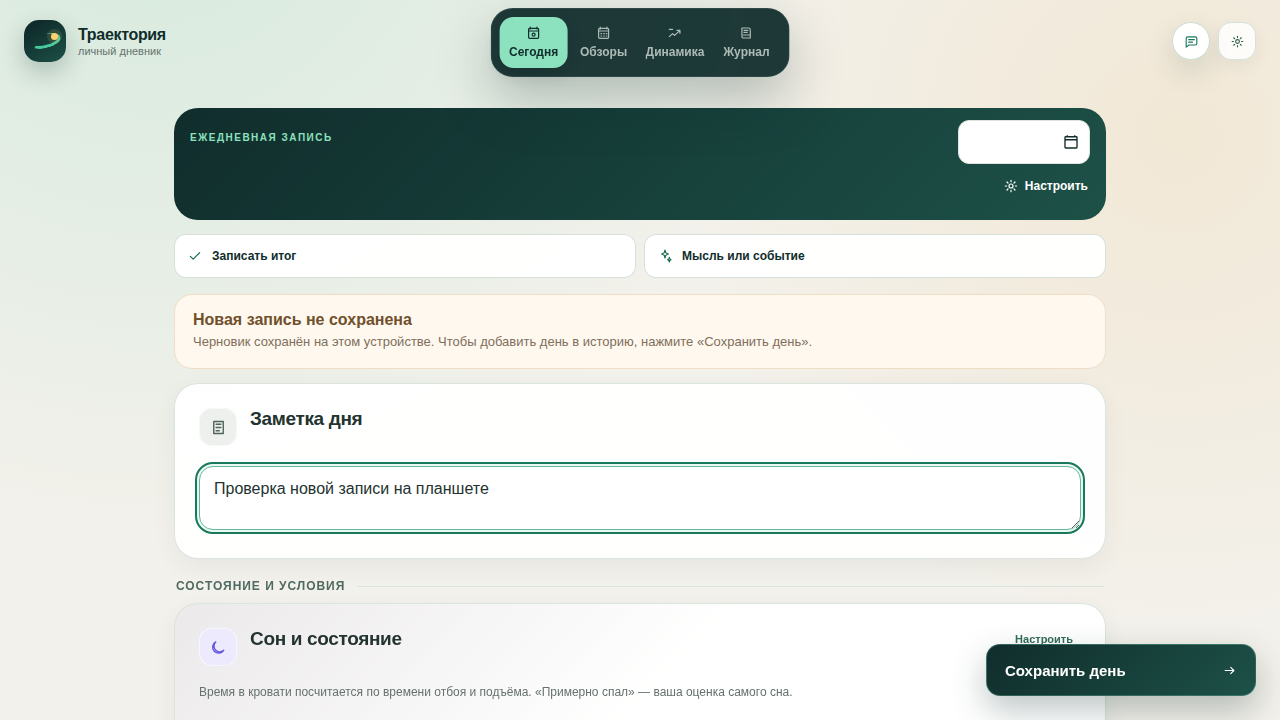 Траектория
личный дневник
Сегодня
Обзоры
Динамика
Журнал
ЕЖЕДНЕВНАЯ ЗАПИСЬ
Настроить
Записать итог
Мысль или событие
Новая запись не сохранена
Черновик сохранён на этом устройстве. Чтобы добавить день в историю, нажмите «Сохранить день».
Заметка дня
Проверка новой записи на планшете
СОСТОЯНИЕ И УСЛОВИЯ
Сон и состояние
Настроить
Время в кровати посчитается по времени отбоя и подъёма. «Примерно спал» — ваша оценка самого сна.
Сохранить день